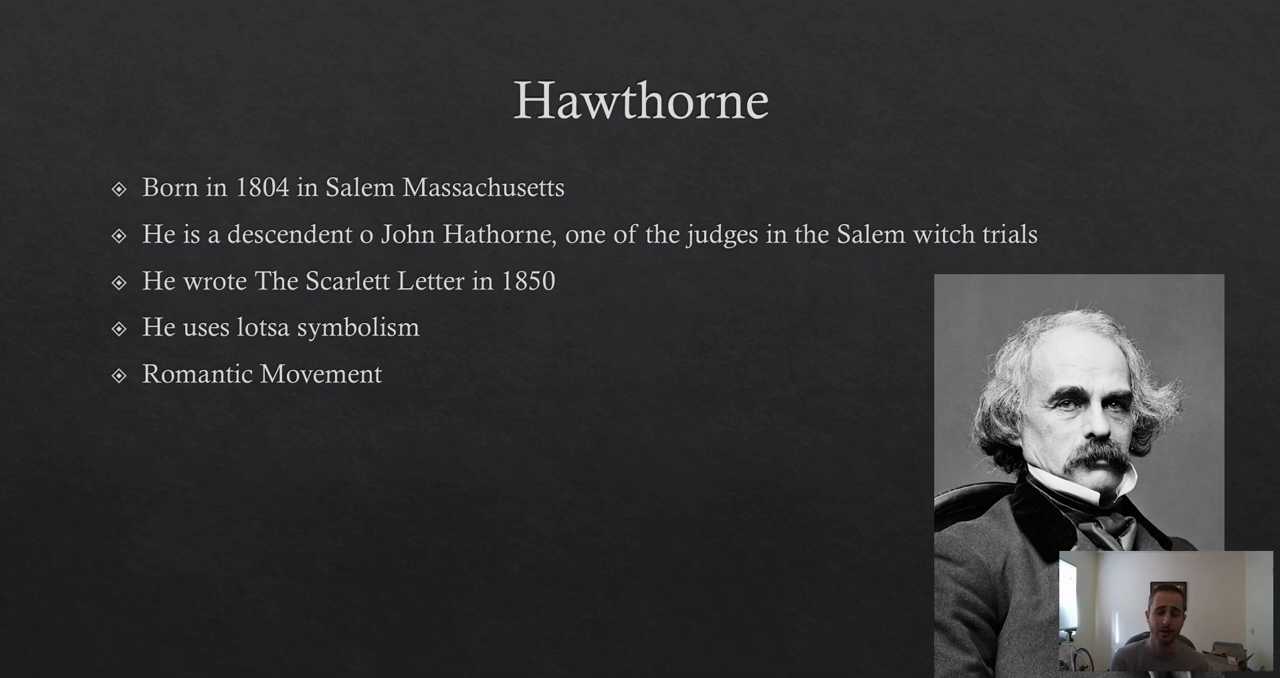 Hawthorne
Born in 1804 in Salem Massachusetts
He is a descendent o John Hathorne, one of the judges in the Salem witch trials
He wrote The Scarlett Letter in 1850
He uses lotsa symbolism
Romantic Movement